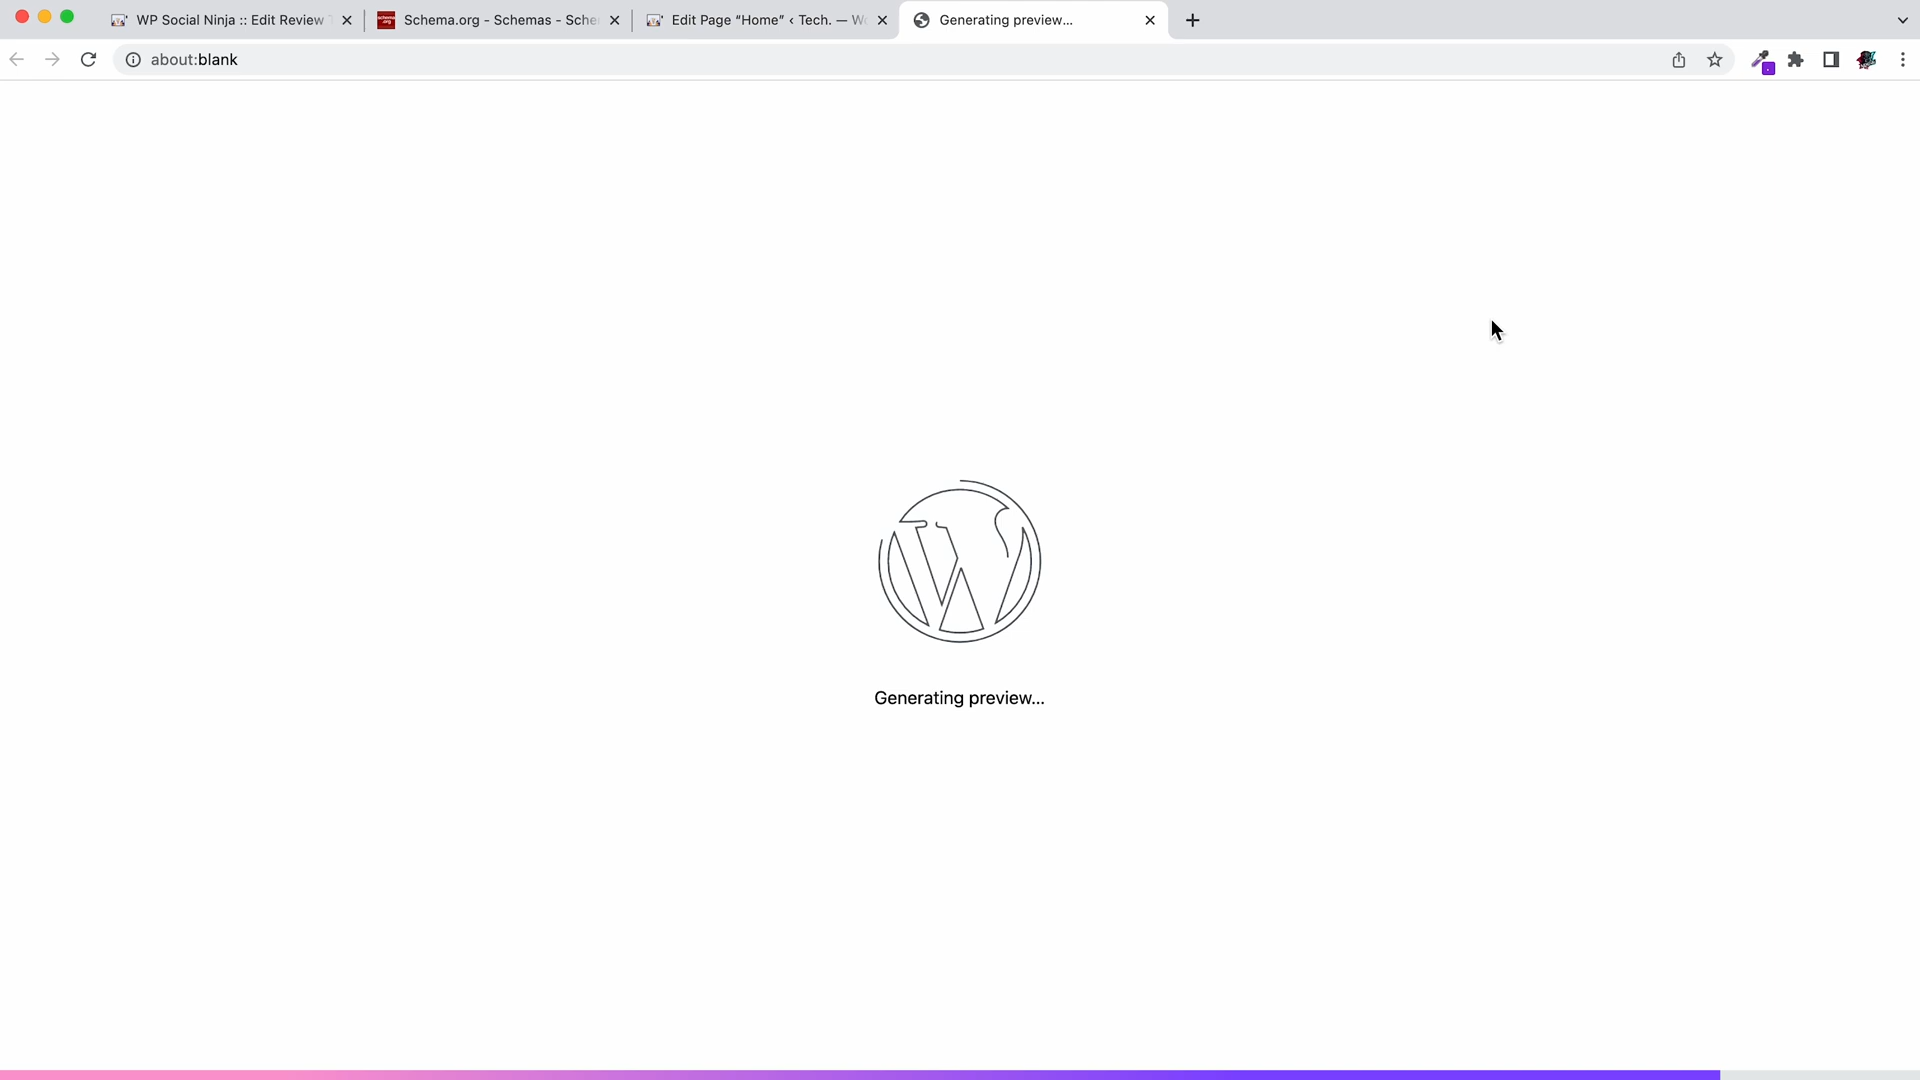 WP Social Ninja :: Edit Review
Schema.org - Schemas - Sche
Edit Page “Home” ‹ Tech. — W
Generating preview...
about:blank
Generating preview...